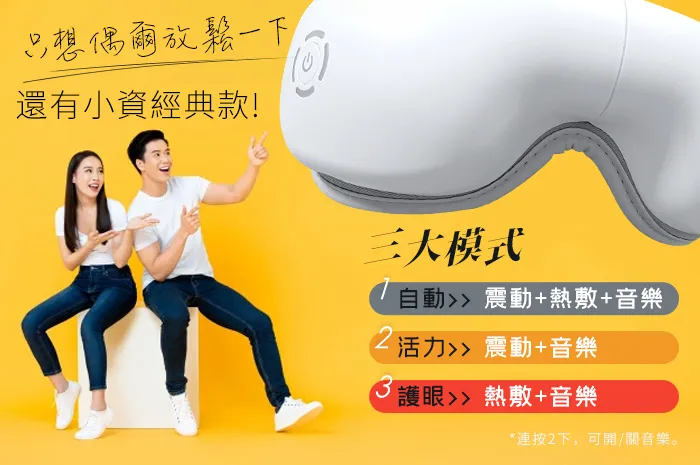 只想偶爾放鬆一下
還有小資經典款!
三大模式
1 自動>> 震動+熱敷+音樂
2 活力>> 震動+音樂
3 護眼>> 熱敷+音樂
*連按2下，可開/關音樂。